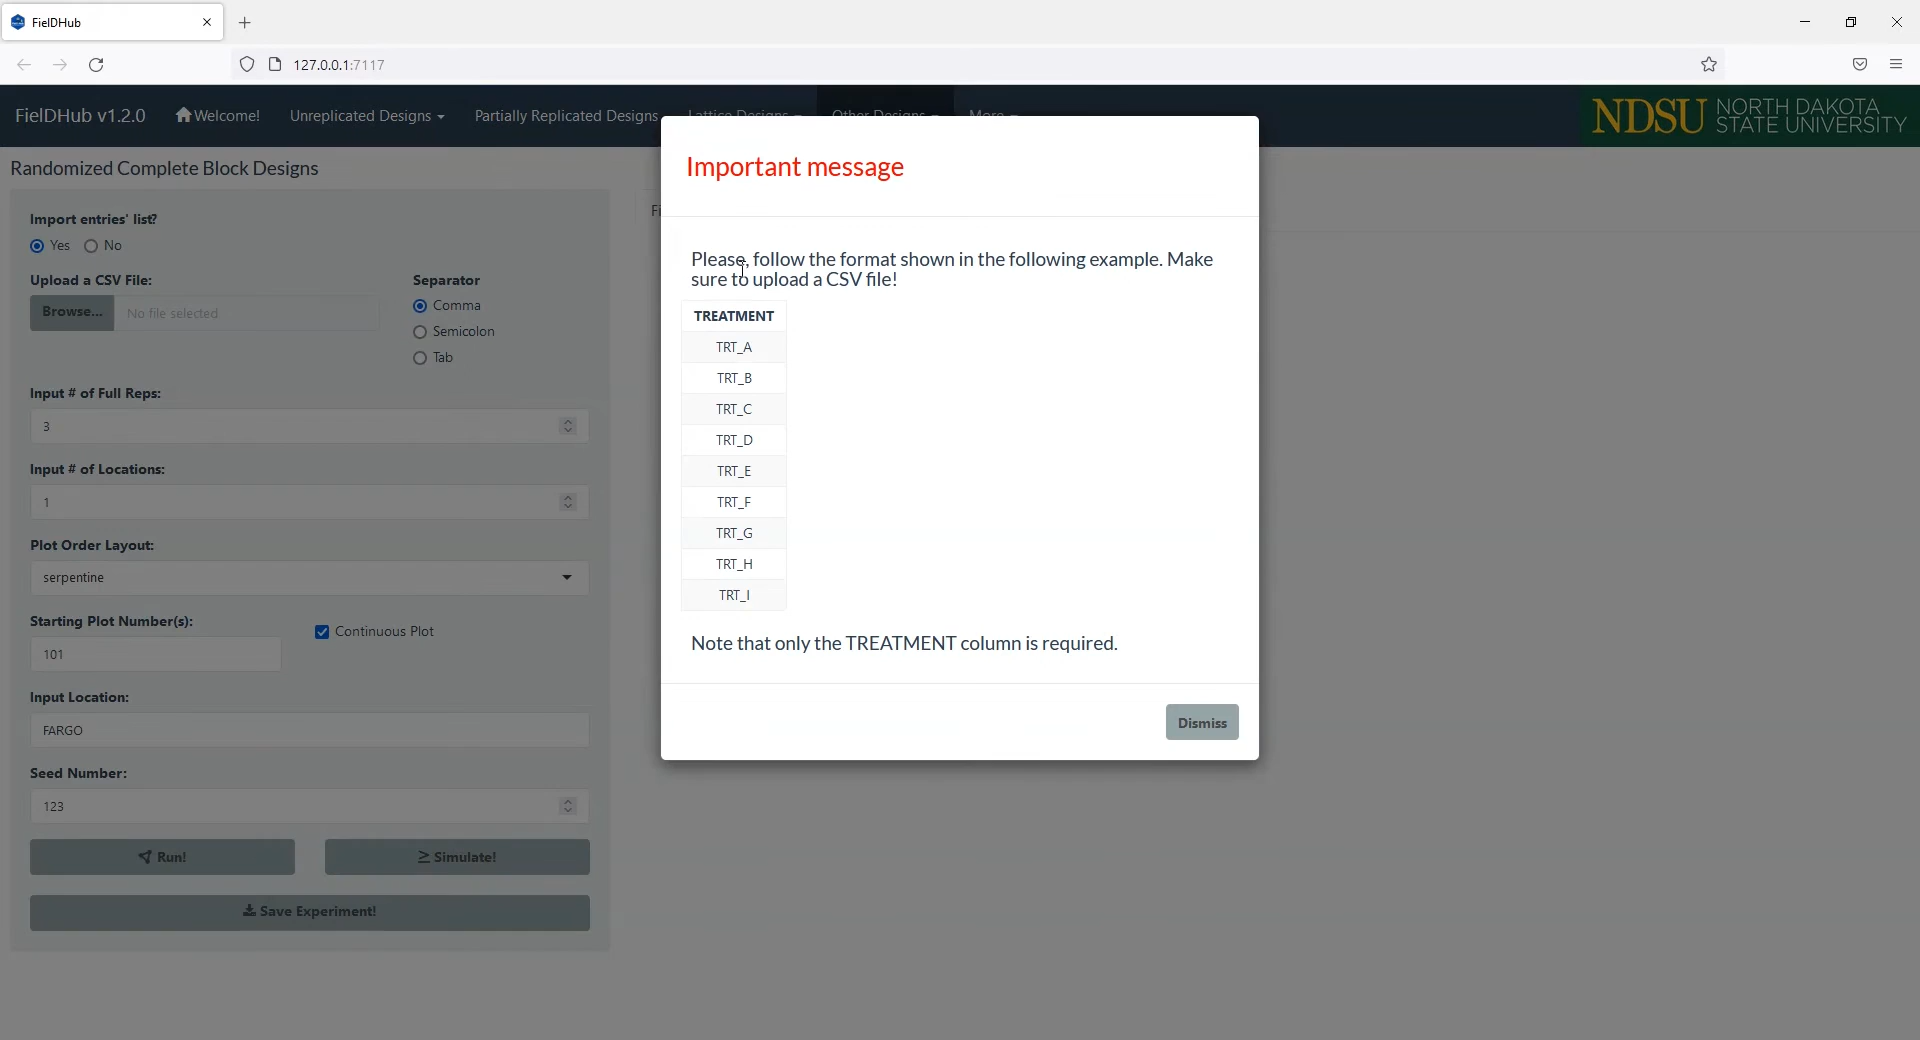 FielDHub
127.0.0.1:7117
FielDHub v1.2.0
Welcome!
Unreplicated Designs
Partially Replicated Designs
Lattice Designs
Other Designs
More
NDSU NORTH DAKOTA
STATE UNIVERSITY
Randomized Complete Block Designs
Import entries' list?
Yes No
Upload a CSV File:
Browse... No file selected
Separator
Comma
Semicolon
Tab
Input # of Full Reps:
3
Input # of Locations:
1
Plot Order Layout:
serpentine
Starting Plot Number(s):
101
Continuous Plot
Input Location:
FARGO
Seed Number:
123
Run!
Simulate!
Save Experiment!
Important message
Please, follow the format shown in the following example. Make
sure to upload a CSV file!
TREATMENT
TRT_A
TRT_B
TRT_C
TRT_D
TRT_E
TRT_F
TRT_G
TRT_H
TRT_I
Note that only the TREATMENT column is required.
Dismiss